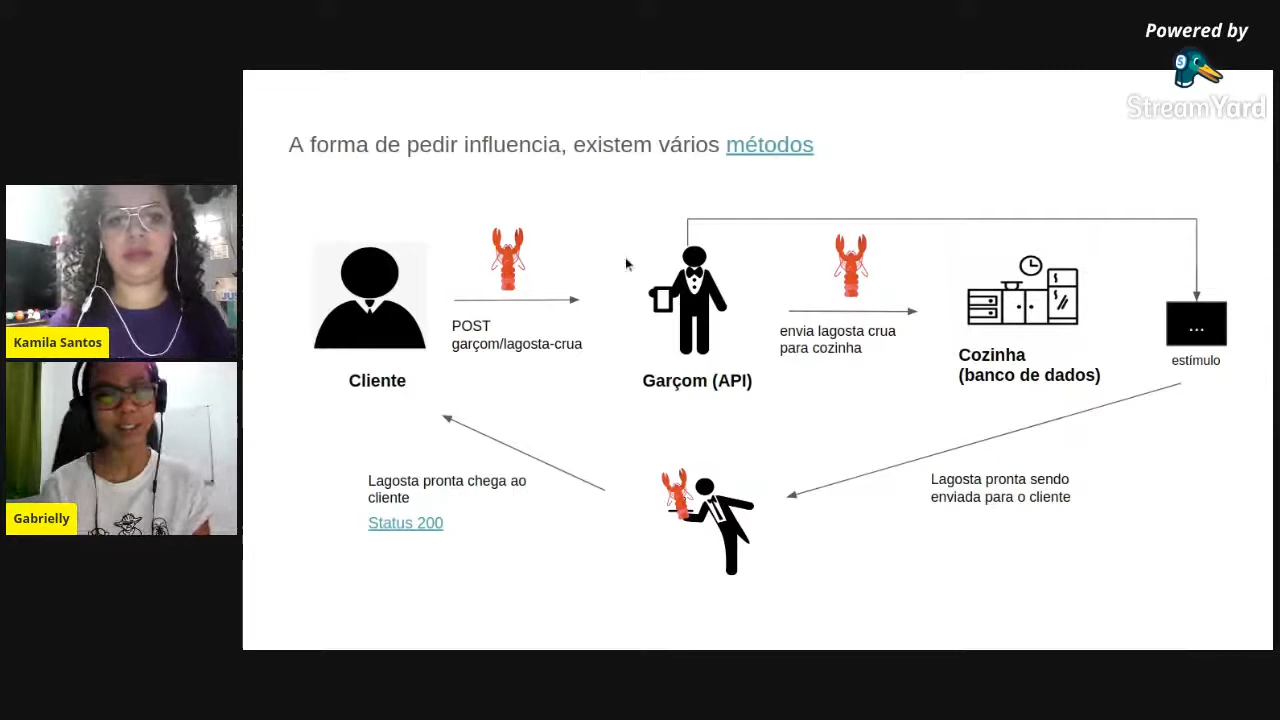 Powered by
StreamYard
A forma de pedir influencia, existem vários métodos
POST
garçom/lagosta-crua
envia lagosta crua
para cozinha
...
estímulo
Cliente
Garçom (API)
Cozinha
(banco de dados)
Kamila Santos
Lagosta pronta chega ao
cliente
Status 200
Lagosta pronta sendo
enviada para o cliente
Gabrielly